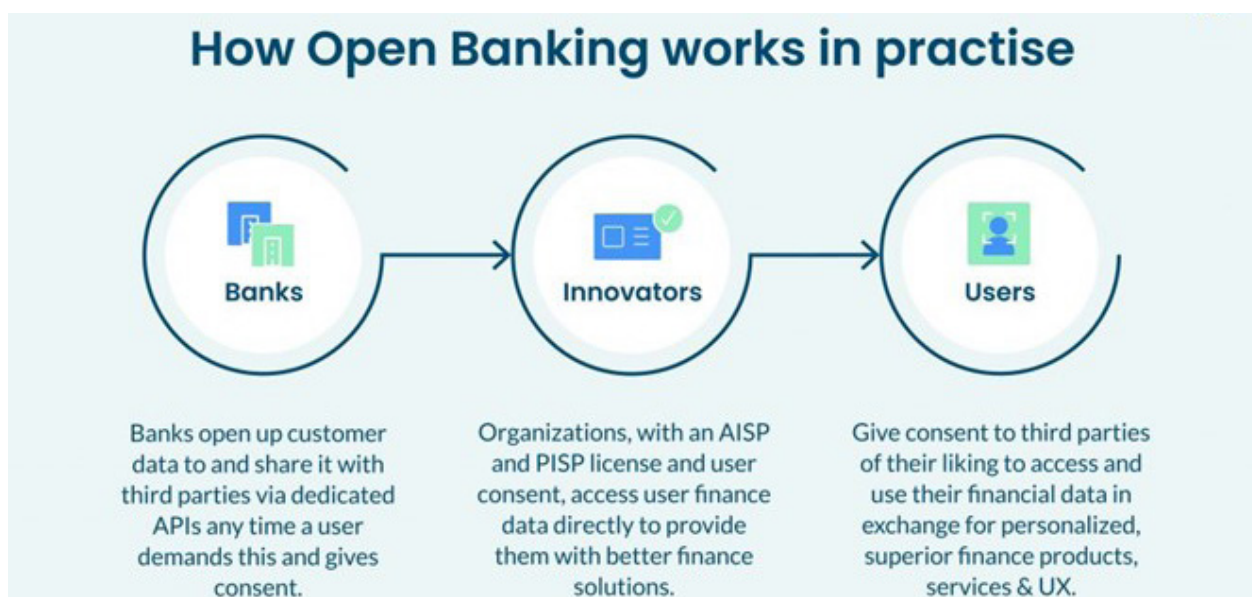 How Open Banking works in practise
Banks
Innovators
Users
Banks open up customer
data to and share it with
third parties via dedicated
APIs any time a user
demands this and gives
consent.
Organizations, with an AISP
and PISP license and user
consent, access user finance
data directly to provide
them with better finance
solutions.
Give consent to third parties
of their liking to access and
use their financial data in
exchange for personalized,
superior finance products,
services & UX.